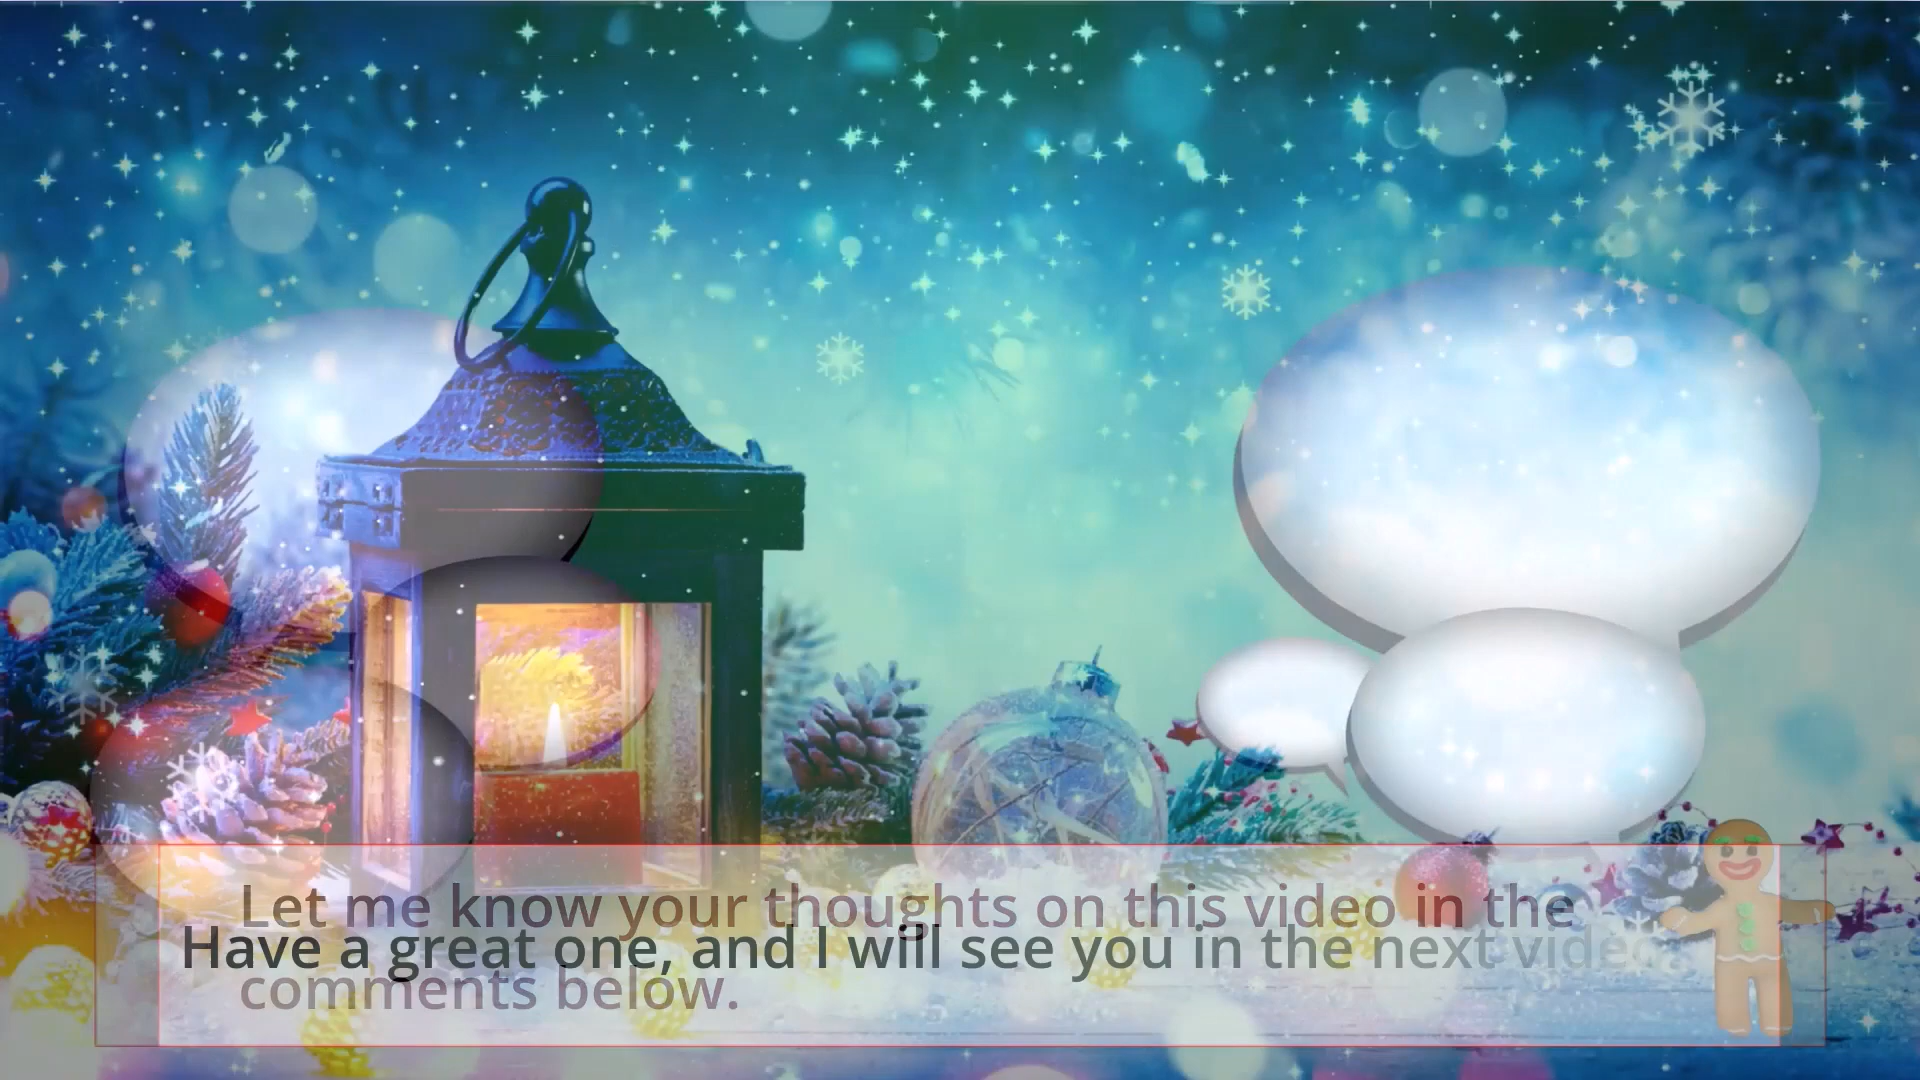 Let me know your thoughts on this video in the
Have a great one, and I will see you in the next video.
comments below.